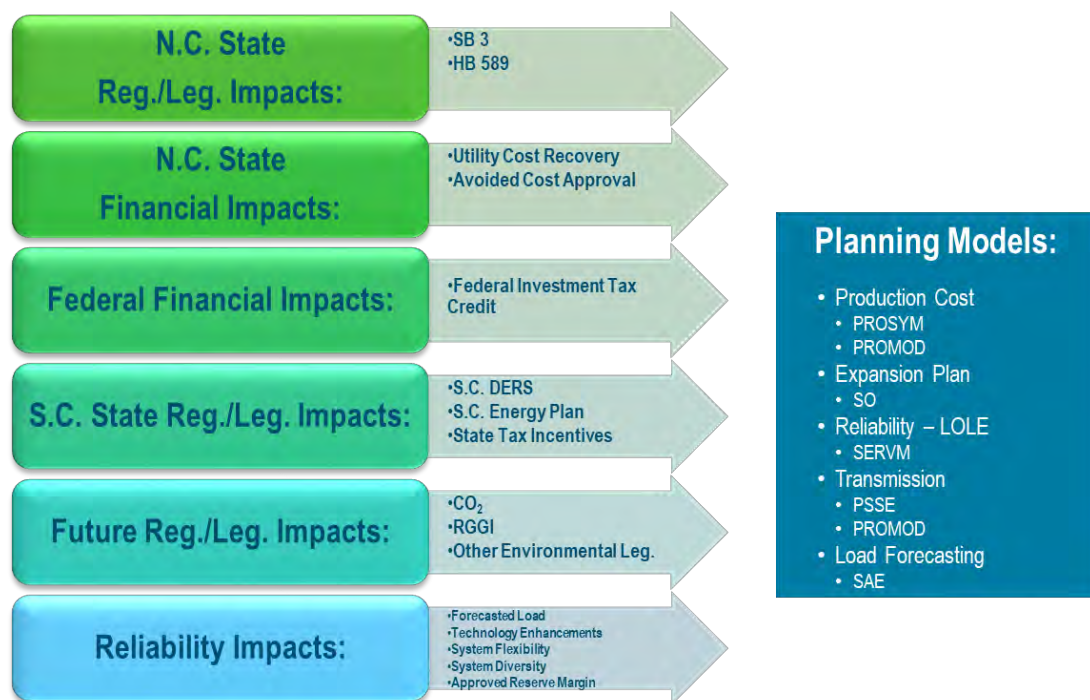 N.C. State
Reg./Leg. Impacts:
•SB 3
•HB 589
N.C. State
Financial Impacts:
•Utility Cost Recovery
•Avoided Cost Approval
Federal Financial Impacts:
•Federal Investment Tax
Credit
S.C. State Reg./Leg. Impacts:
•S.C. DERS
•S.C. Energy Plan
•State Tax Incentives
Future Reg./Leg. Impacts:
•CO₂
•RGGI
•Other Environmental Leg.
Reliability Impacts:
•Forecasted Load
•Technology Enhancements
•System Flexibility
•System Diversity
•Approved Reserve Margin
Planning Models:
• Production Cost
• PROSYM
• PROMOD
• Expansion Plan
• SO
• Reliability – LOLE
• SERVM
• Transmission
• PSSE
• PROMOD
• Load Forecasting
• SAE